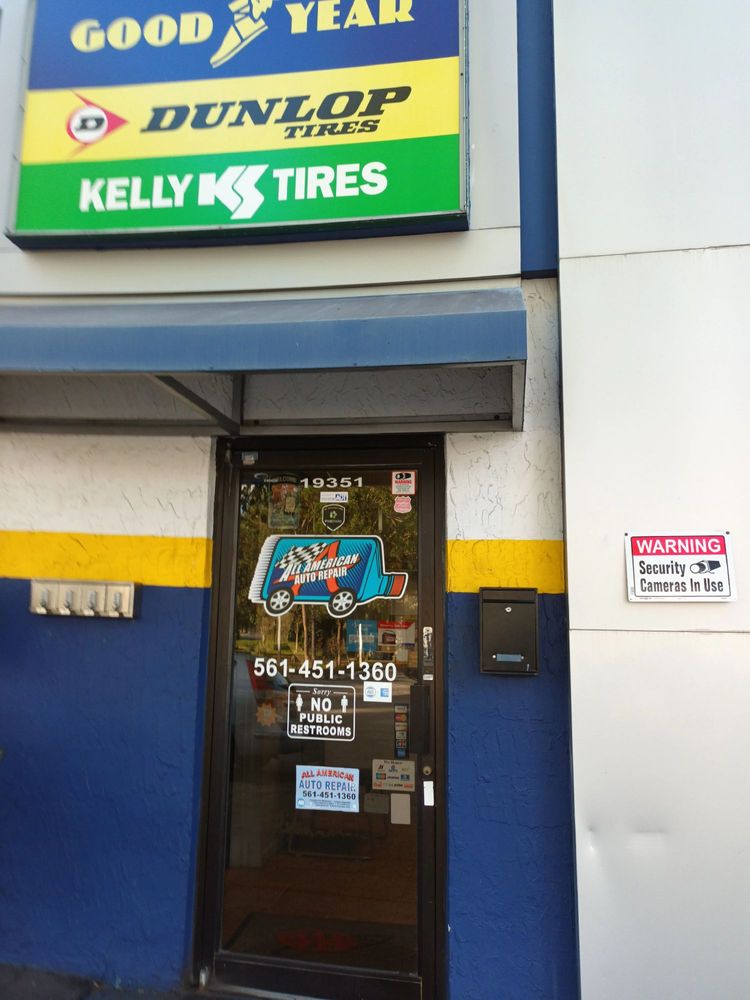 GOOD YEAR
D DUNLOP
TIRES
KELLY TIRES
19351
WARNING
ALL AMERICAN
AUTO REPAIR
WARNING
Security
Cameras In Use
561-451-1360
Sorry
NO
PUBLIC
RESTROOMS
ALL AMERICAN
AUTO REPAIR
561-451-1360